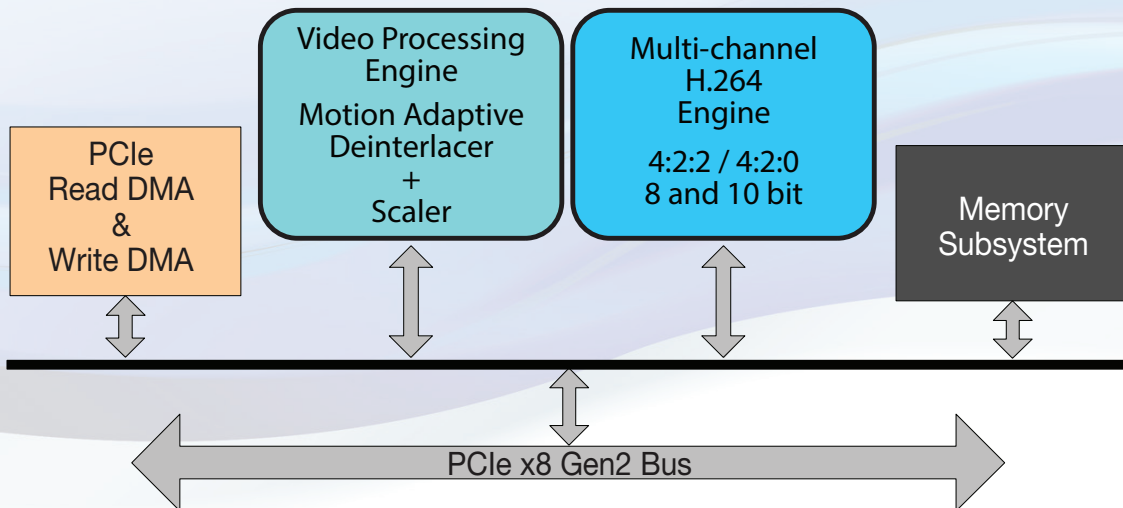 PCIe
Read DMA
&
Write DMA
Video Processing
Engine
Motion Adaptive
Deinterlacer
+
Scaler
Multi-channel
H.264
Engine
4:2:2 / 4:2:0
8 and 10 bit
Memory
Subsystem
PCIe x8 Gen2 Bus